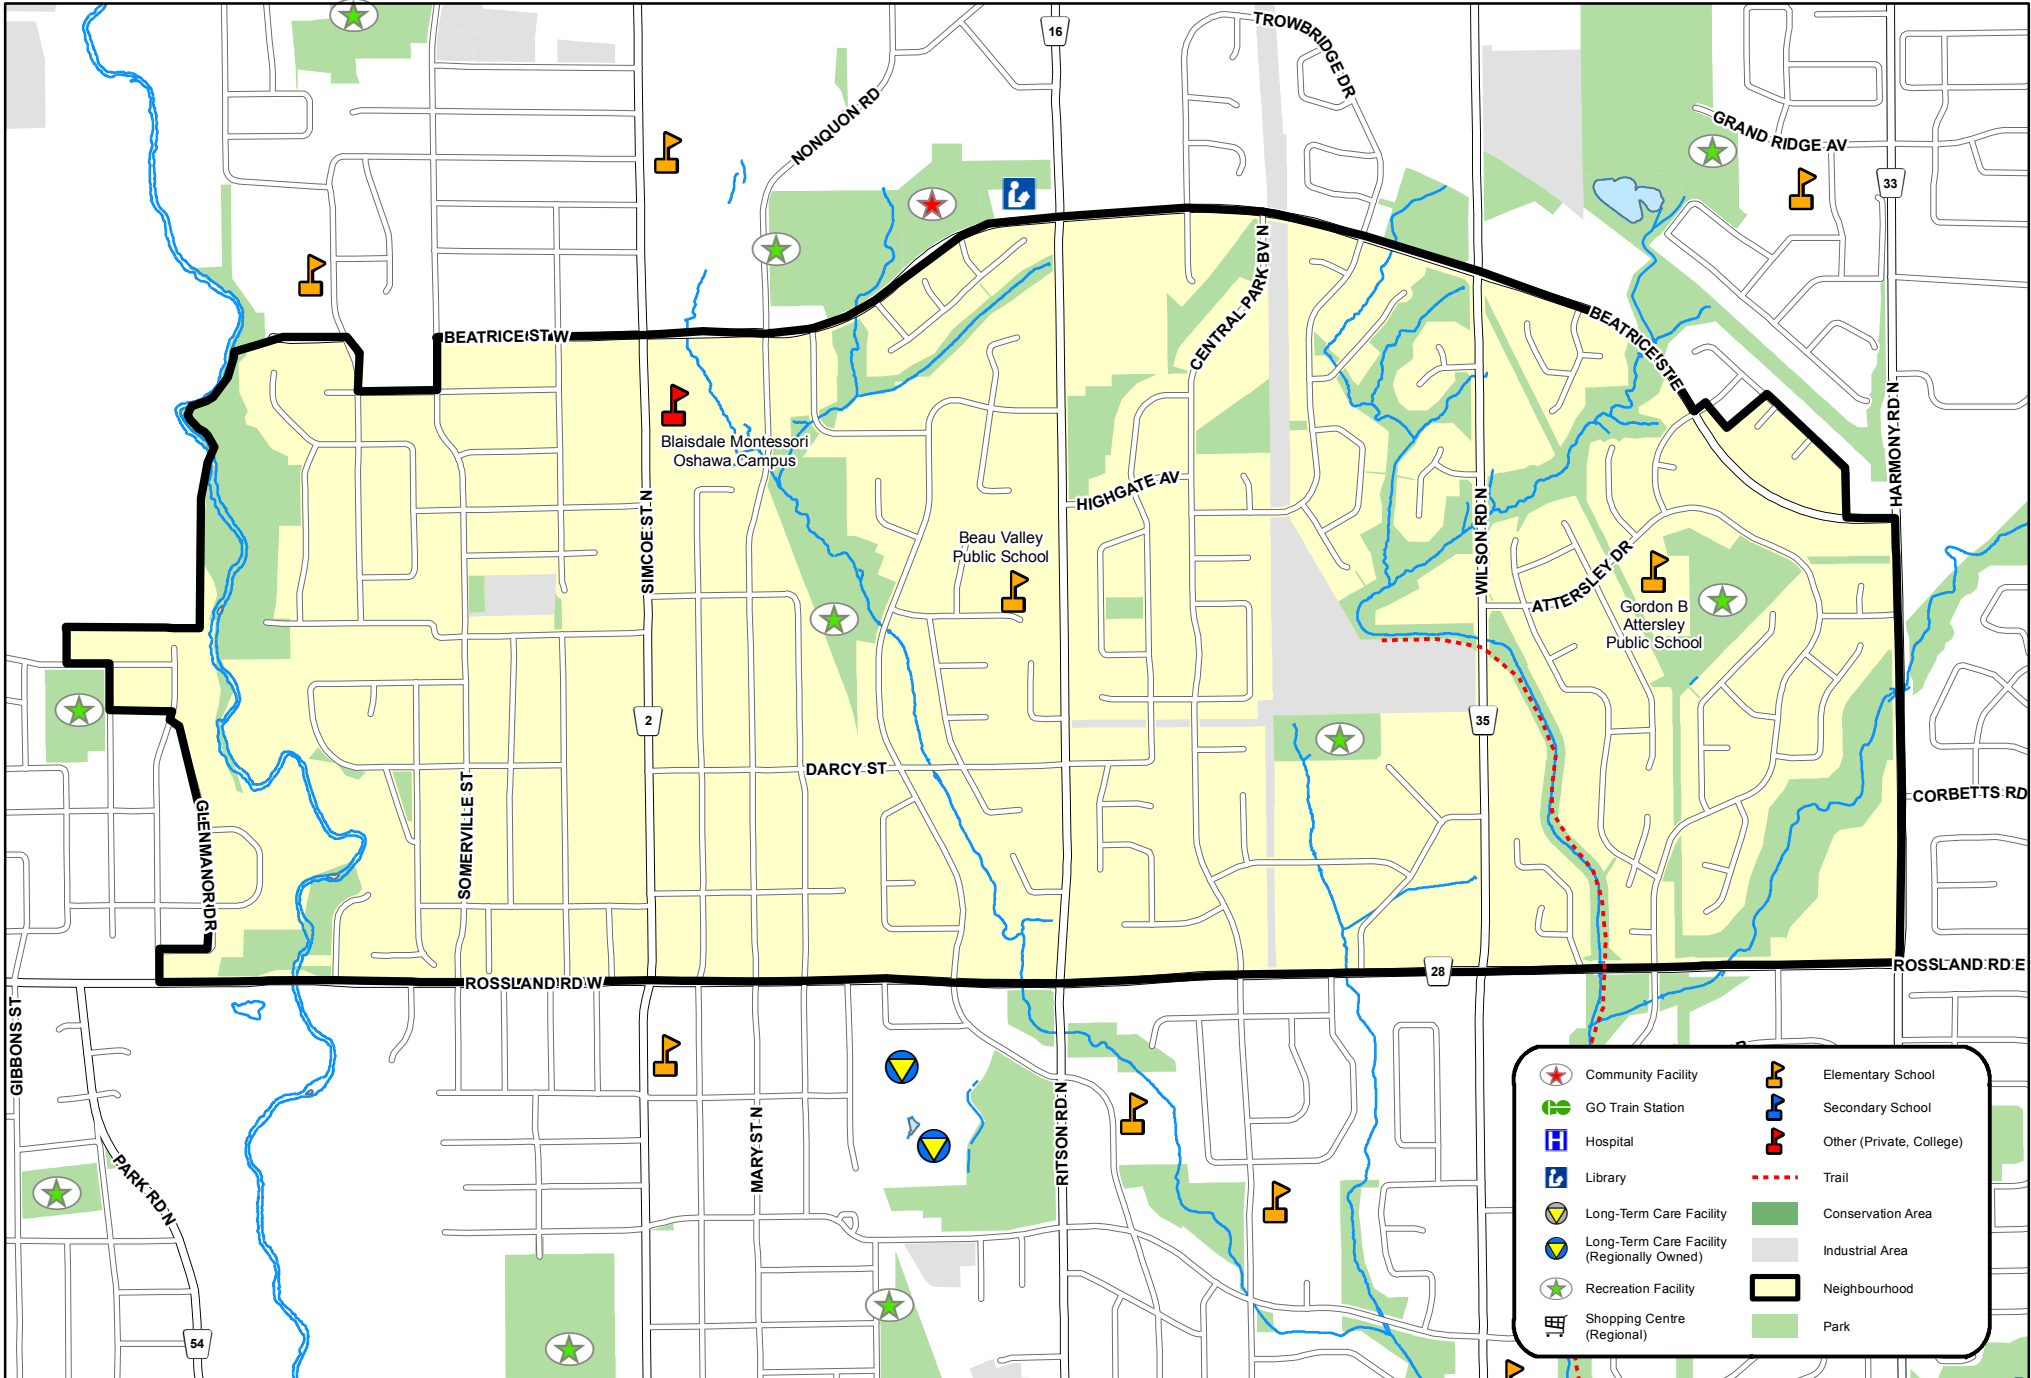 16
TROWBRIDGE DR
NONQUON RD
GRAND RIDGE AV
33
CENTRAL PARK BV N
BEATRICE ST W
BEATRICE ST E
HARMONY RD N
Blaisdale Montessori
Oshawa Campus
HIGHGATE AV
SIMCOE ST N
WILSON RD N
Beau Valley
Public School
ATTERSLEY DR
Gordon B
Attersley
Public School
2
35
DARCY ST
SOMERVILLE ST
GLENMANOR DR
CORBETTS RD
ROSSLAND RD W
28
ROSSLAND RD E
GIBBONS ST
MARY ST N
RITSON RD N
PARK RD N
54
Community Facility
GO Train Station
Hospital
Library
Long-Term Care Facility
Long-Term Care Facility
(Regionally Owned)
Recreation Facility
Shopping Centre
(Regional)
Elementary School
Secondary School
Other (Private, College)
Trail
Conservation Area
Industrial Area
Neighbourhood
Park